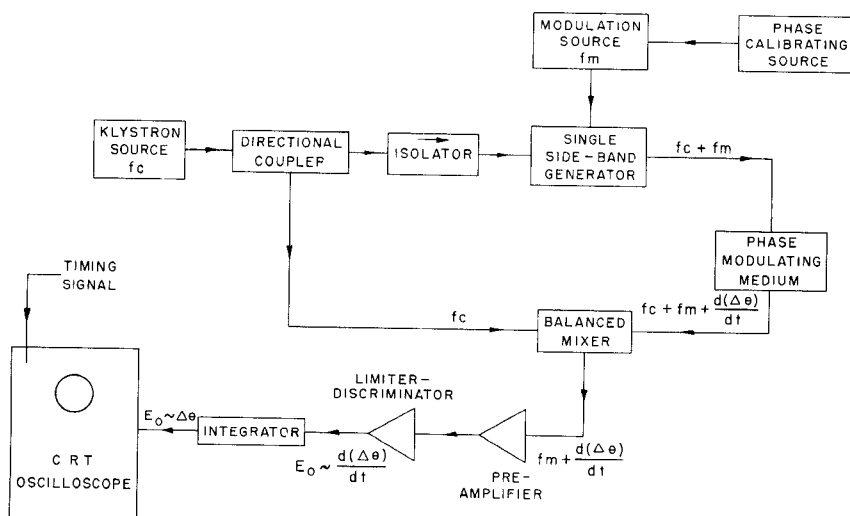 MODULATION
SOURCE
fm
PHASE
CALIBRATING
SOURCE
KLYSTRON
SOURCE
fc
DIRECTIONAL
COUPLER
ISOLATOR
SINGLE
SIDE-BAND
GENERATOR
fc + fm
PHASE
MODULATING
MEDIUM
TIMING
SIGNAL
fc
BALANCED
MIXER
fc + fm + d(Δθ)/dt
LIMITER-
DISCRIMINATOR
E₀~Δθ
INTEGRATOR
E₀~ d(Δθ)/dt
PRE-
AMPLIFIER
fm + d(Δθ)/dt
CRT
OSCILLOSCOPE